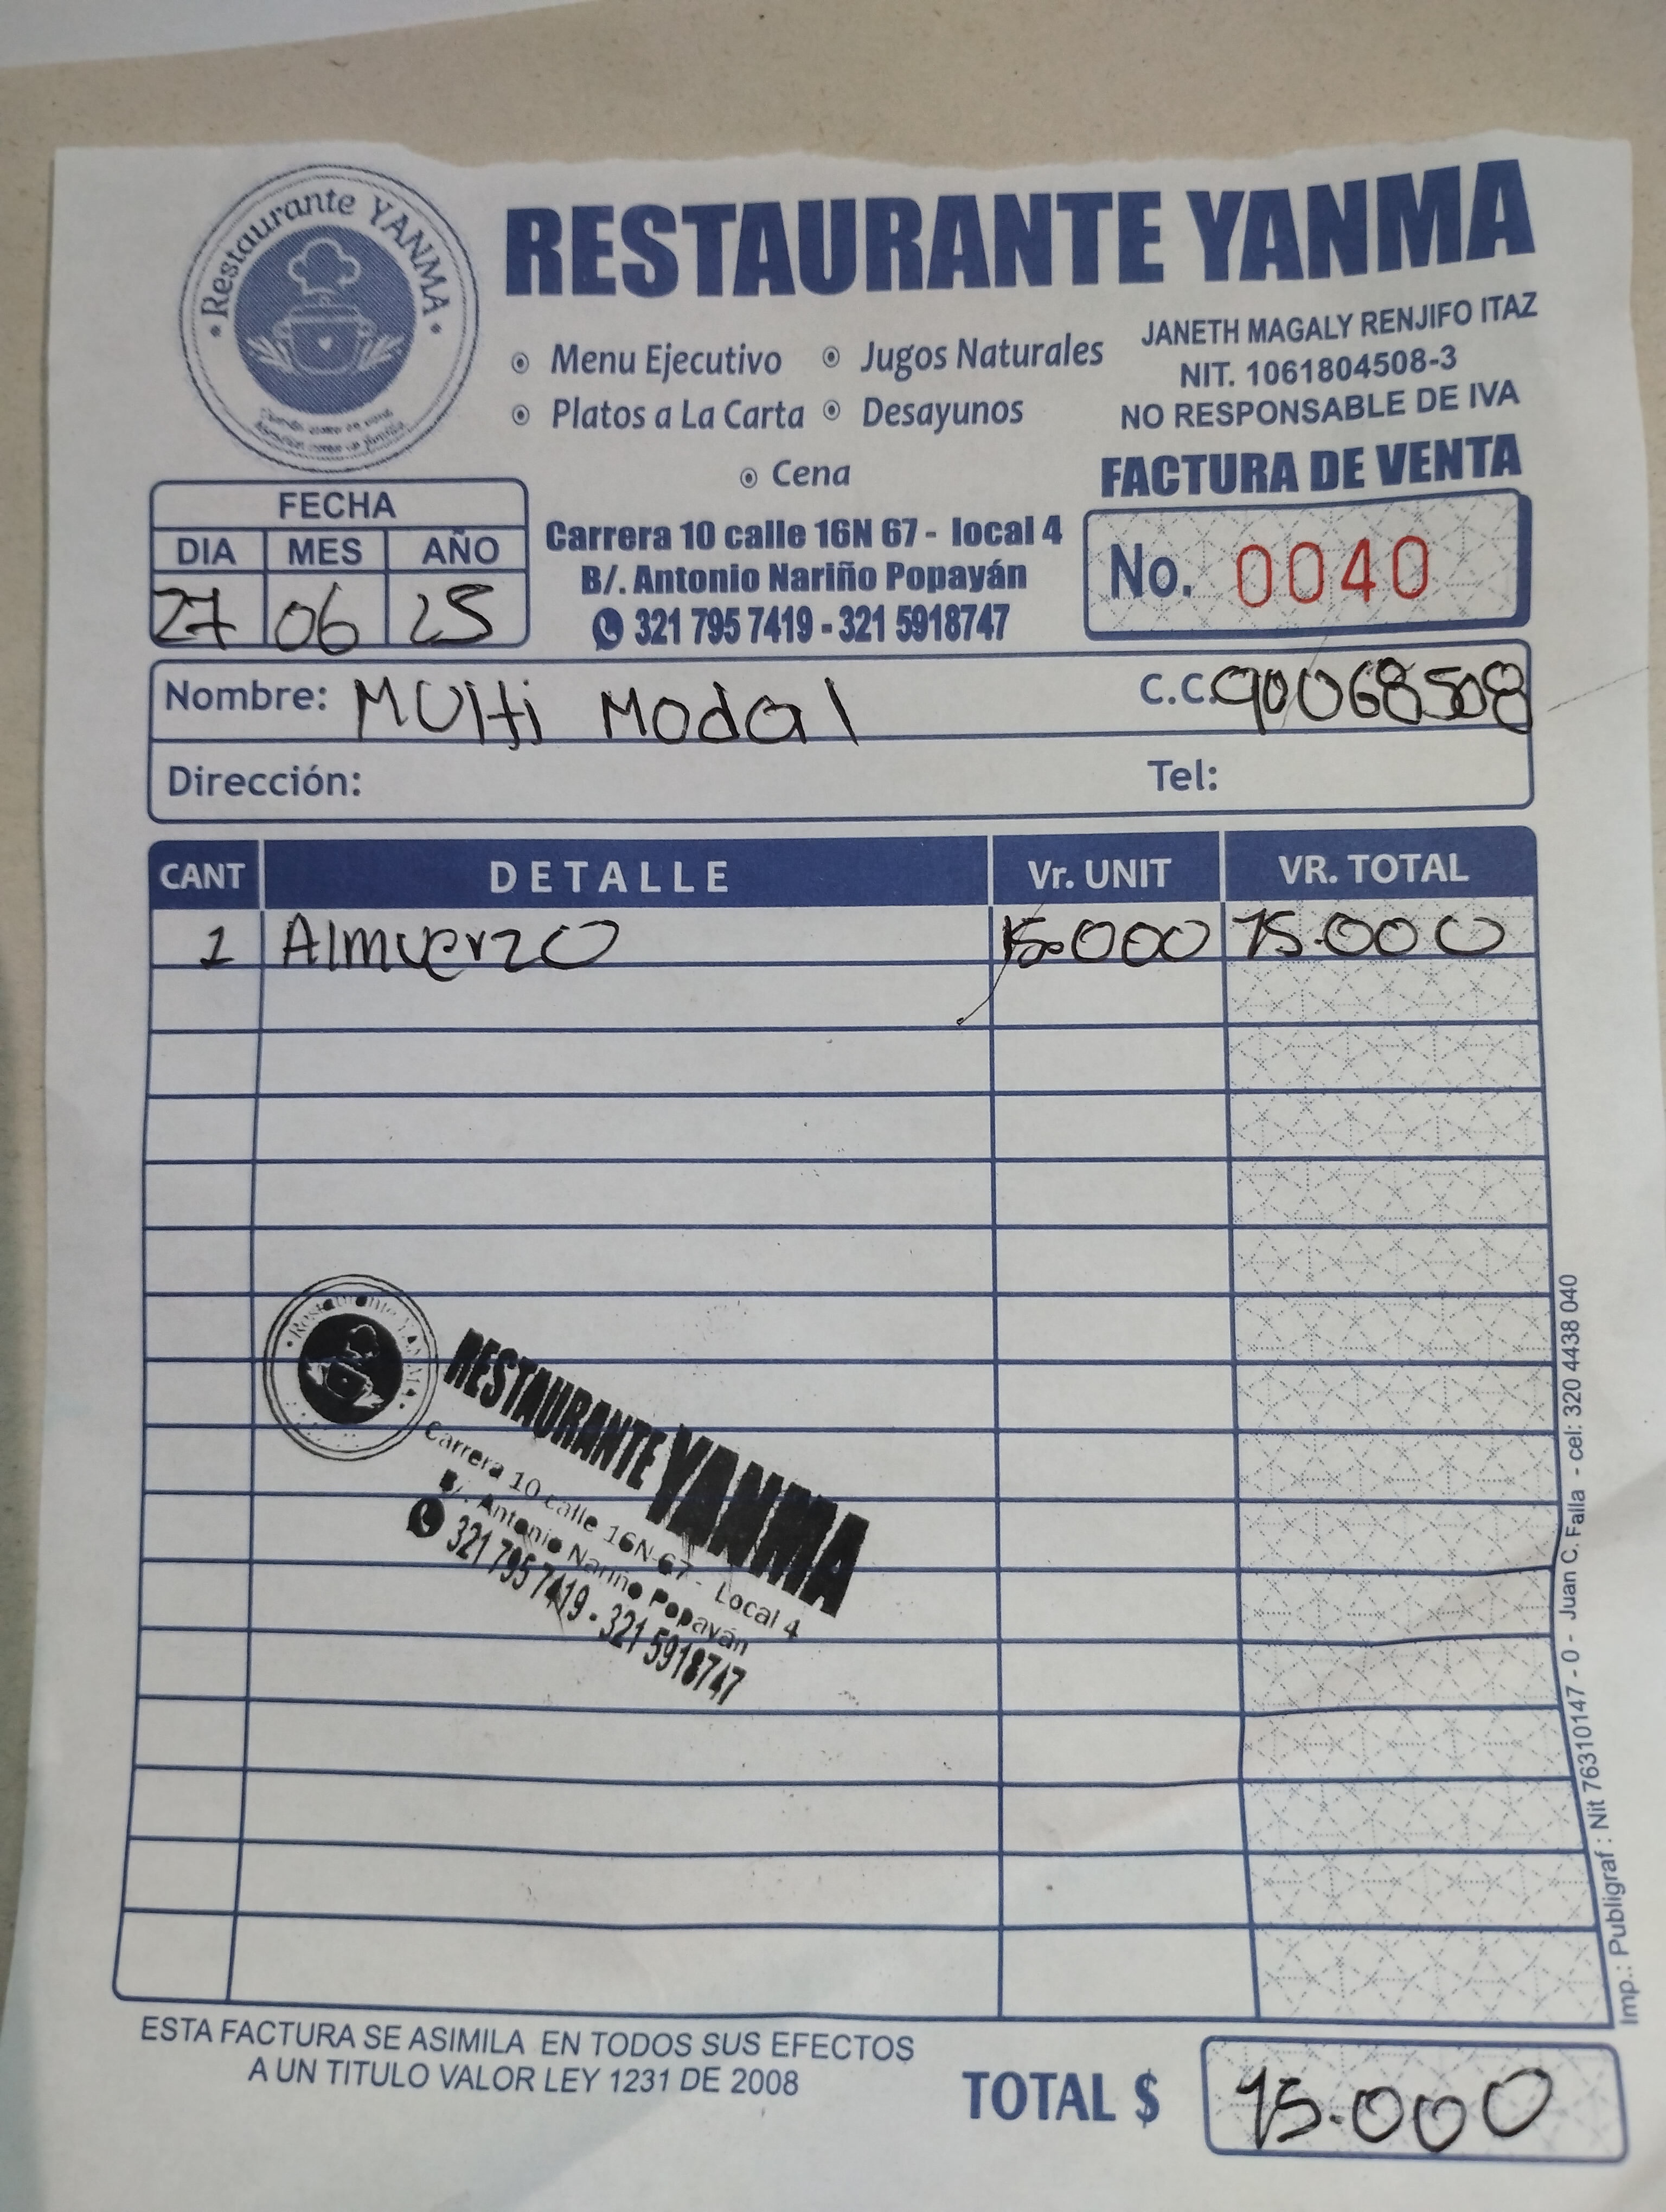 Restaurante YANMA
RESTAURANTE YANMA
Menu Ejecutivo
Jugos Naturales
Platos a La Carta
Desayunos
Cena
JANETH MAGALY RENJIFO ITAZ
NIT. 1061804508-3
NO RESPONSABLE DE IVA
FACTURA DE VENTA
No. 0040
Carrera 10 calle 16N 67 - local 4
B/. Antonio Nariño Popayán
321 795 7419 - 321 5918747
FECHA
DIA MES AÑO
27 06 25
Nombre: Multi Modal C.C. 90068508
Dirección: Tel:
CANT DETALLE Vr. UNIT VR. TOTAL
1 Almuerzo 15.000 15.000
Restaurante YANMA
RESTAURANTE YANMA
Carrera 10 calle 16N-67 - Local 4
B/. Antonio Nariño Popayán
321 795 7419 - 321 5918747
Imp.: Publigraf : Nit 76310147 - 0 - Juan C. Falla - cel: 320 4438 040
ESTA FACTURA SE ASIMILA EN TODOS SUS EFECTOS
A UN TITULO VALOR LEY 1231 DE 2008
TOTAL $ 15.000